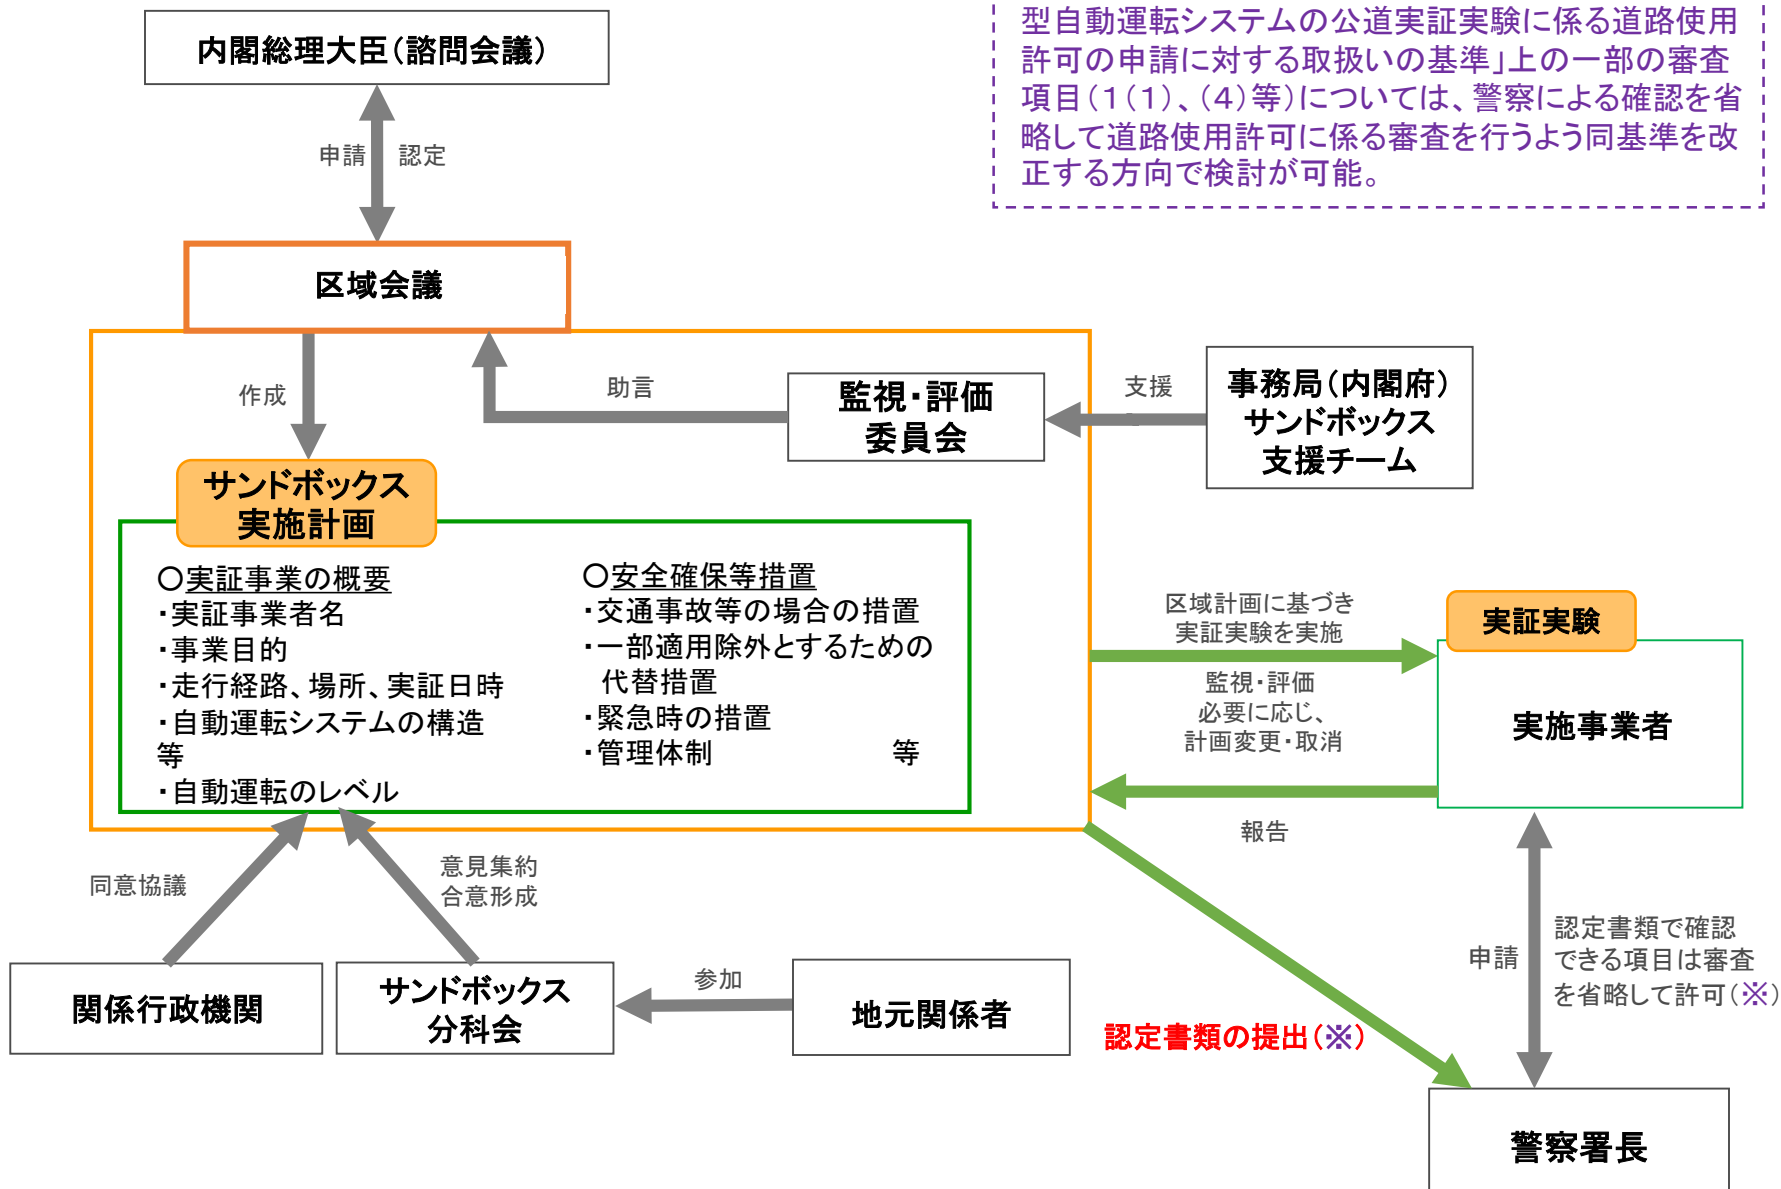 内閣総理大臣(諮問会議)
型自動運転システムの公道実証実験に係る道路使用
許可の申請に対する取扱いの基準」上の一部の審査
項目(1(1)、(4)等)については、警察による確認を省
略して道路使用許可に係る審査を行うよう同基準を改
正する方向で検討が可能。
申請
認定
区域会議
作成
助言
監視・評価
委員会
支援
事務局(内閣府)
サンドボックス
支援チーム
サンドボックス
実施計画
〇実証事業の概要
・実証事業者名
・事業目的
・走行経路、場所、実証日時
・自動運転システムの構造
等
・自動運転のレベル
〇安全確保等措置
・交通事故等の場合の措置
・一部適用除外とするための
代替措置
・緊急時の措置
・管理体制 等
区域計画に基づき
実証実験を実施
監視・評価
必要に応じ、
計画変更・取消
報告
実証実験
実施事業者
同意協議
意見集約
合意形成
関係行政機関
サンドボックス
分科会
参加
地元関係者
認定書類の提出(※)
申請
認定書類で確認
できる項目は審査
を省略して許可(※)
警察署長